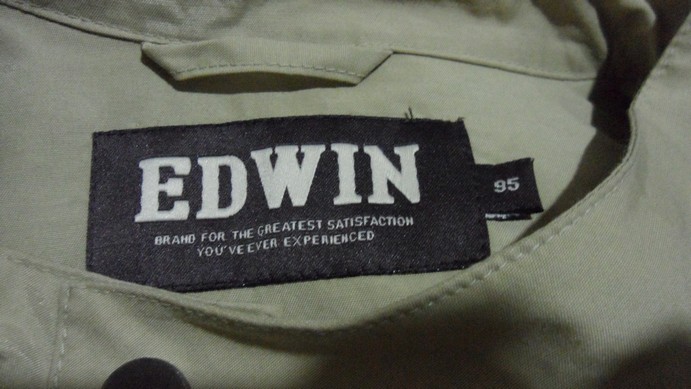 EDWIN
BRAND FOR THE GREATEST SATISFACTION
YOU'VE EVER EXPERIENCED
95